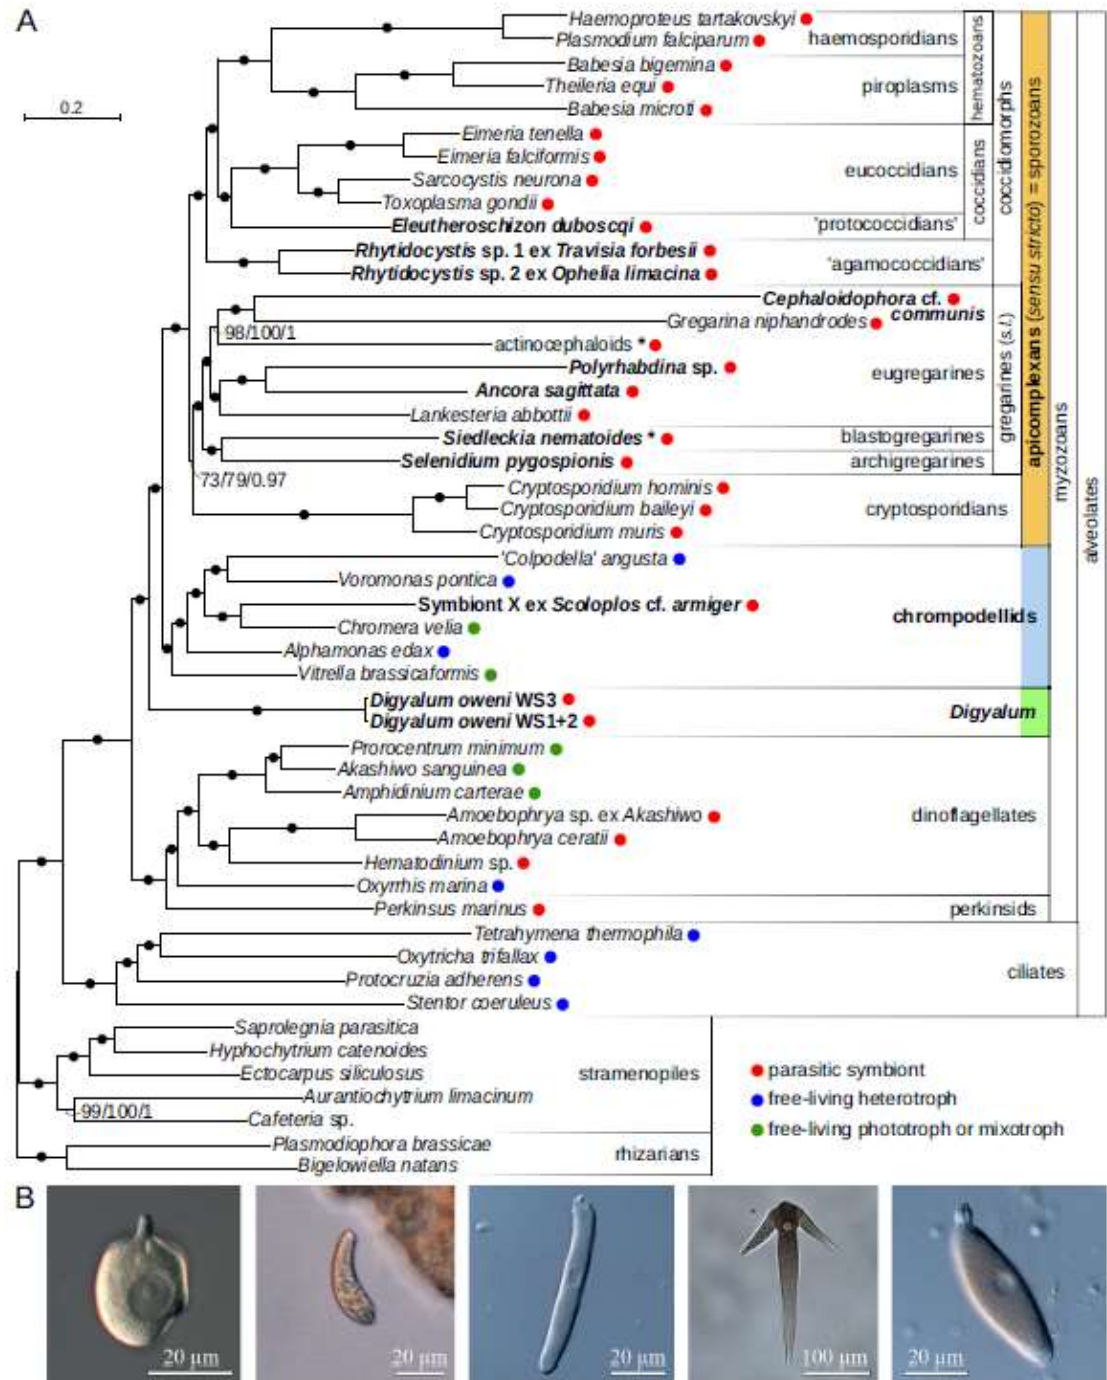 A
0.2
Haemoproteus tartakovskyi
Plasmodium falciparum
haemosporidians
Babesia bigemina
Theileria equi
Babesia microti
piroplasms
hematozoans
Eimeria tenella
Eimeria falciformis
Sarcocystis neurona
Toxoplasma gondii
eucoccidians
Eleutheroschizon duboscqi
'protococcidians'
coccidians
Rhytidocystis sp. 1 ex Travisia forbesii
Rhytidocystis sp. 2 ex Ophelia limacina
'agamococcidians'
coccidiomorphs
Cephaloidophora cf.
communis
Gregarina niphandrodes
98/100/1
actinocephaloids *
Polyrhabdina sp.
Ancora sagittata
Lankesteria abbottii
eugregarines
Siedleckia nematoides *
blastogregarines
Selenidium pygospionis
archigregarines
gregarines (s.l.)
73/79/0.97
Cryptosporidium hominis
Cryptosporidium baileyi
Cryptosporidium muris
cryptosporidians
apicomplexans (sensu stricto) = sporozoans
'Colpodella' angusta
Voromonas pontica
Symbiont X ex Scoloplos cf. armiger
Chromera velia
Alphamonas edax
Vitrella brassicaformis
chrompodellids
Digyalum oweni WS3
Digyalum oweni WS1+2
Digyalum
Prorocentrum minimum
Akashiwo sanguinea
Amphidinium carterae
Amoebophrya sp. ex Akashiwo
Amoebophrya ceratii
Hematodinium sp.
Oxyrrhis marina
dinoflagellates
Perkinsus marinus
perkinsids
myzozoans
Tetrahymena thermophila
Oxytricha trifallax
Protocruzia adherens
Stentor coeruleus
ciliates
alveolates
Saprolegnia parasitica
Hyphochytrium catenoides
Ectocarpus siliculosus
Aurantiochytrium limacinum
99/100/1
Cafeteria sp.
stramenopiles
Plasmodiophora brassicae
Bigelowiella natans
rhizarians
parasitic symbiont
free-living heterotroph
free-living phototroph or mixotroph
B
20 µm
20 µm
20 µm
100 µm
20 µm